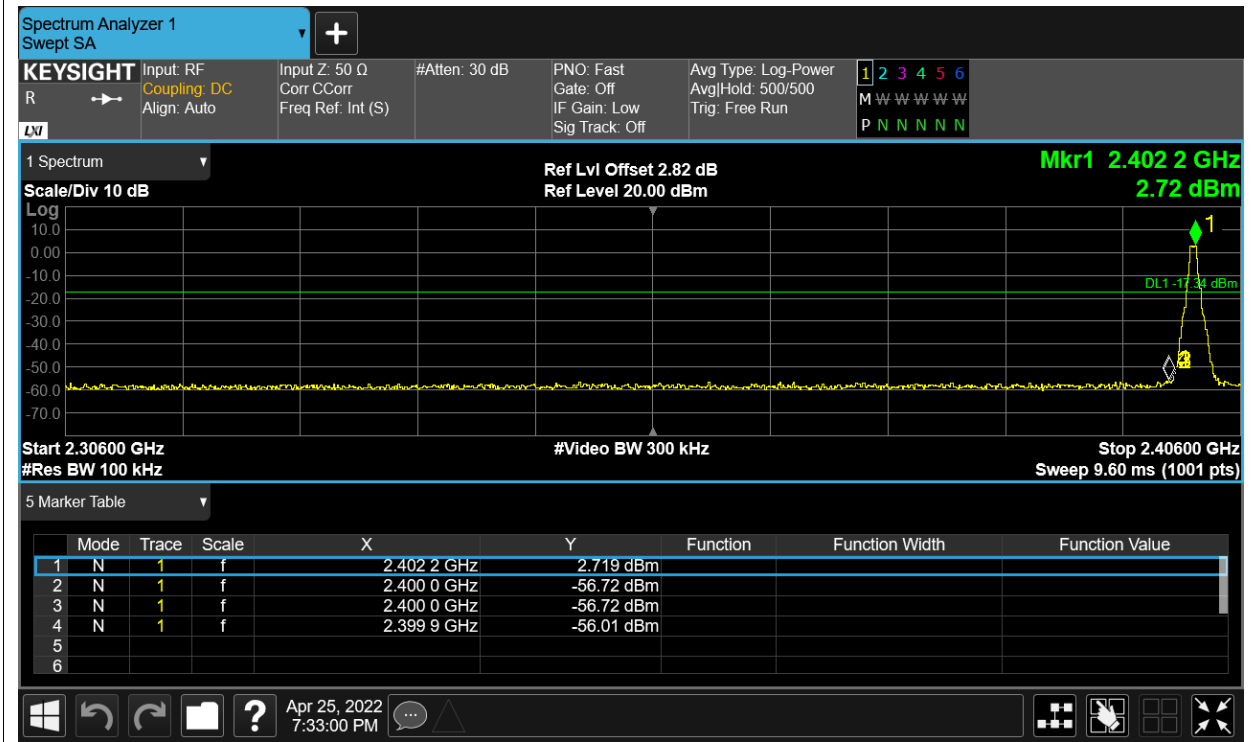 Spectrum Analyzer 1
Swept SA
+
KEYSIGHT Input: RF Input Z: 50 Ω #Atten: 30 dB PNO: Fast Avg Type: Log-Power 1 2 3 4 5 6
R Coupling: DC Corr CCorr Gate: Off Avg|Hold: 500/500 M W W W W W
Align: Auto Freq Ref: Int (S) IF Gain: Low Trig: Free Run
LXI Sig Track: Off P N N N N N
1 Spectrum Ref Lvl Offset 2.82 dB Mkr1 2.402 2 GHz
Scale/Div 10 dB Ref Level 20.00 dBm 2.72 dBm
Log
1
10.0
0.00
-10.0
DL1 -17.34 dBm
-20.0
-30.0
-40.0
-50.0
-60.0
-70.0
Start 2.30600 GHz #Video BW 300 kHz Stop 2.40600 GHz
#Res BW 100 kHz Sweep 9.60 ms (1001 pts)
5 Marker Table
Mode Trace Scale X Y Function Function Width Function Value
1 N 1 f 2.402 2 GHz 2.719 dBm
2 N 1 f 2.400 0 GHz -56.72 dBm
3 N 1 f 2.400 0 GHz -56.72 dBm
4 N 1 f 2.399 9 GHz -56.01 dBm
5
6
? Apr 25, 2022
7:33:00 PM